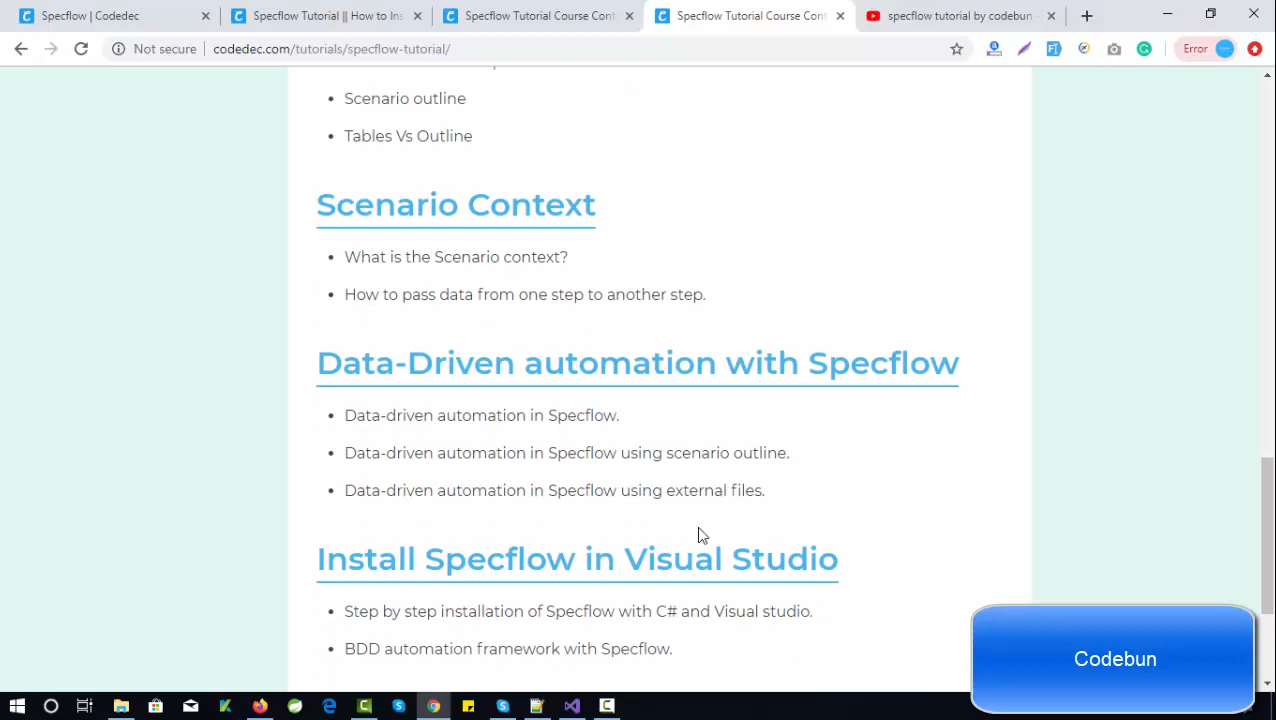 Specflow | Codedec
Specflow Tutorial || How to Ins
Specflow Tutorial Course Con
Specflow Tutorial Course Con
specflow tutorial by codebun -
Not secure
codedec.com/tutorials/specflow-tutorial/
Error
Scenario outline
Tables Vs Outline
Scenario Context
What is the Scenario context?
How to pass data from one step to another step.
Data-Driven automation with Specflow
Data-driven automation in Specflow.
Data-driven automation in Specflow using scenario outline.
Data-driven automation in Specflow using external files.
Install Specflow in Visual Studio
Step by step installation of Specflow with C# and Visual studio.
BDD automation framework with Specflow.
Codebun